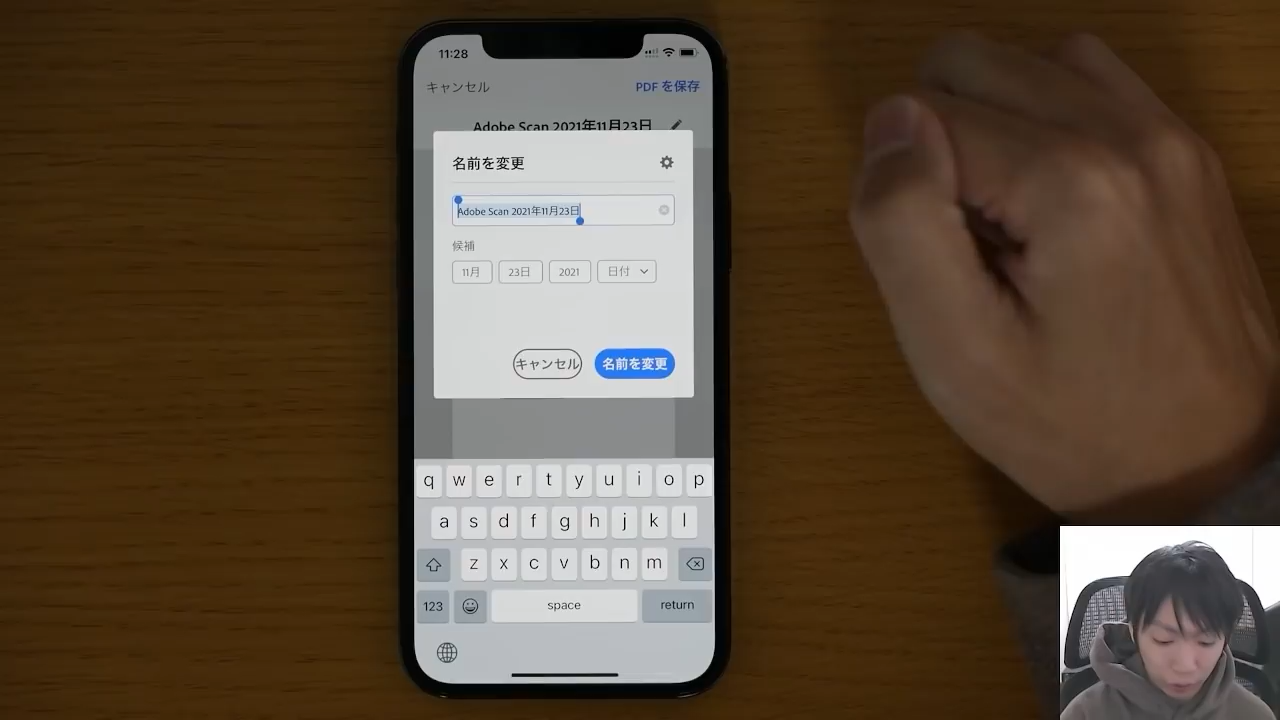 11:28
キャンセル PDF を保存
Adobe Scan 2021年11月23日
名前を変更
Adobe Scan 2021年11月23日
候補
11月 23日 2021 日付
キャンセル 名前を変更
q w e r t y u i o p
a s d f g h j k l
z x c v b n m
123 space return